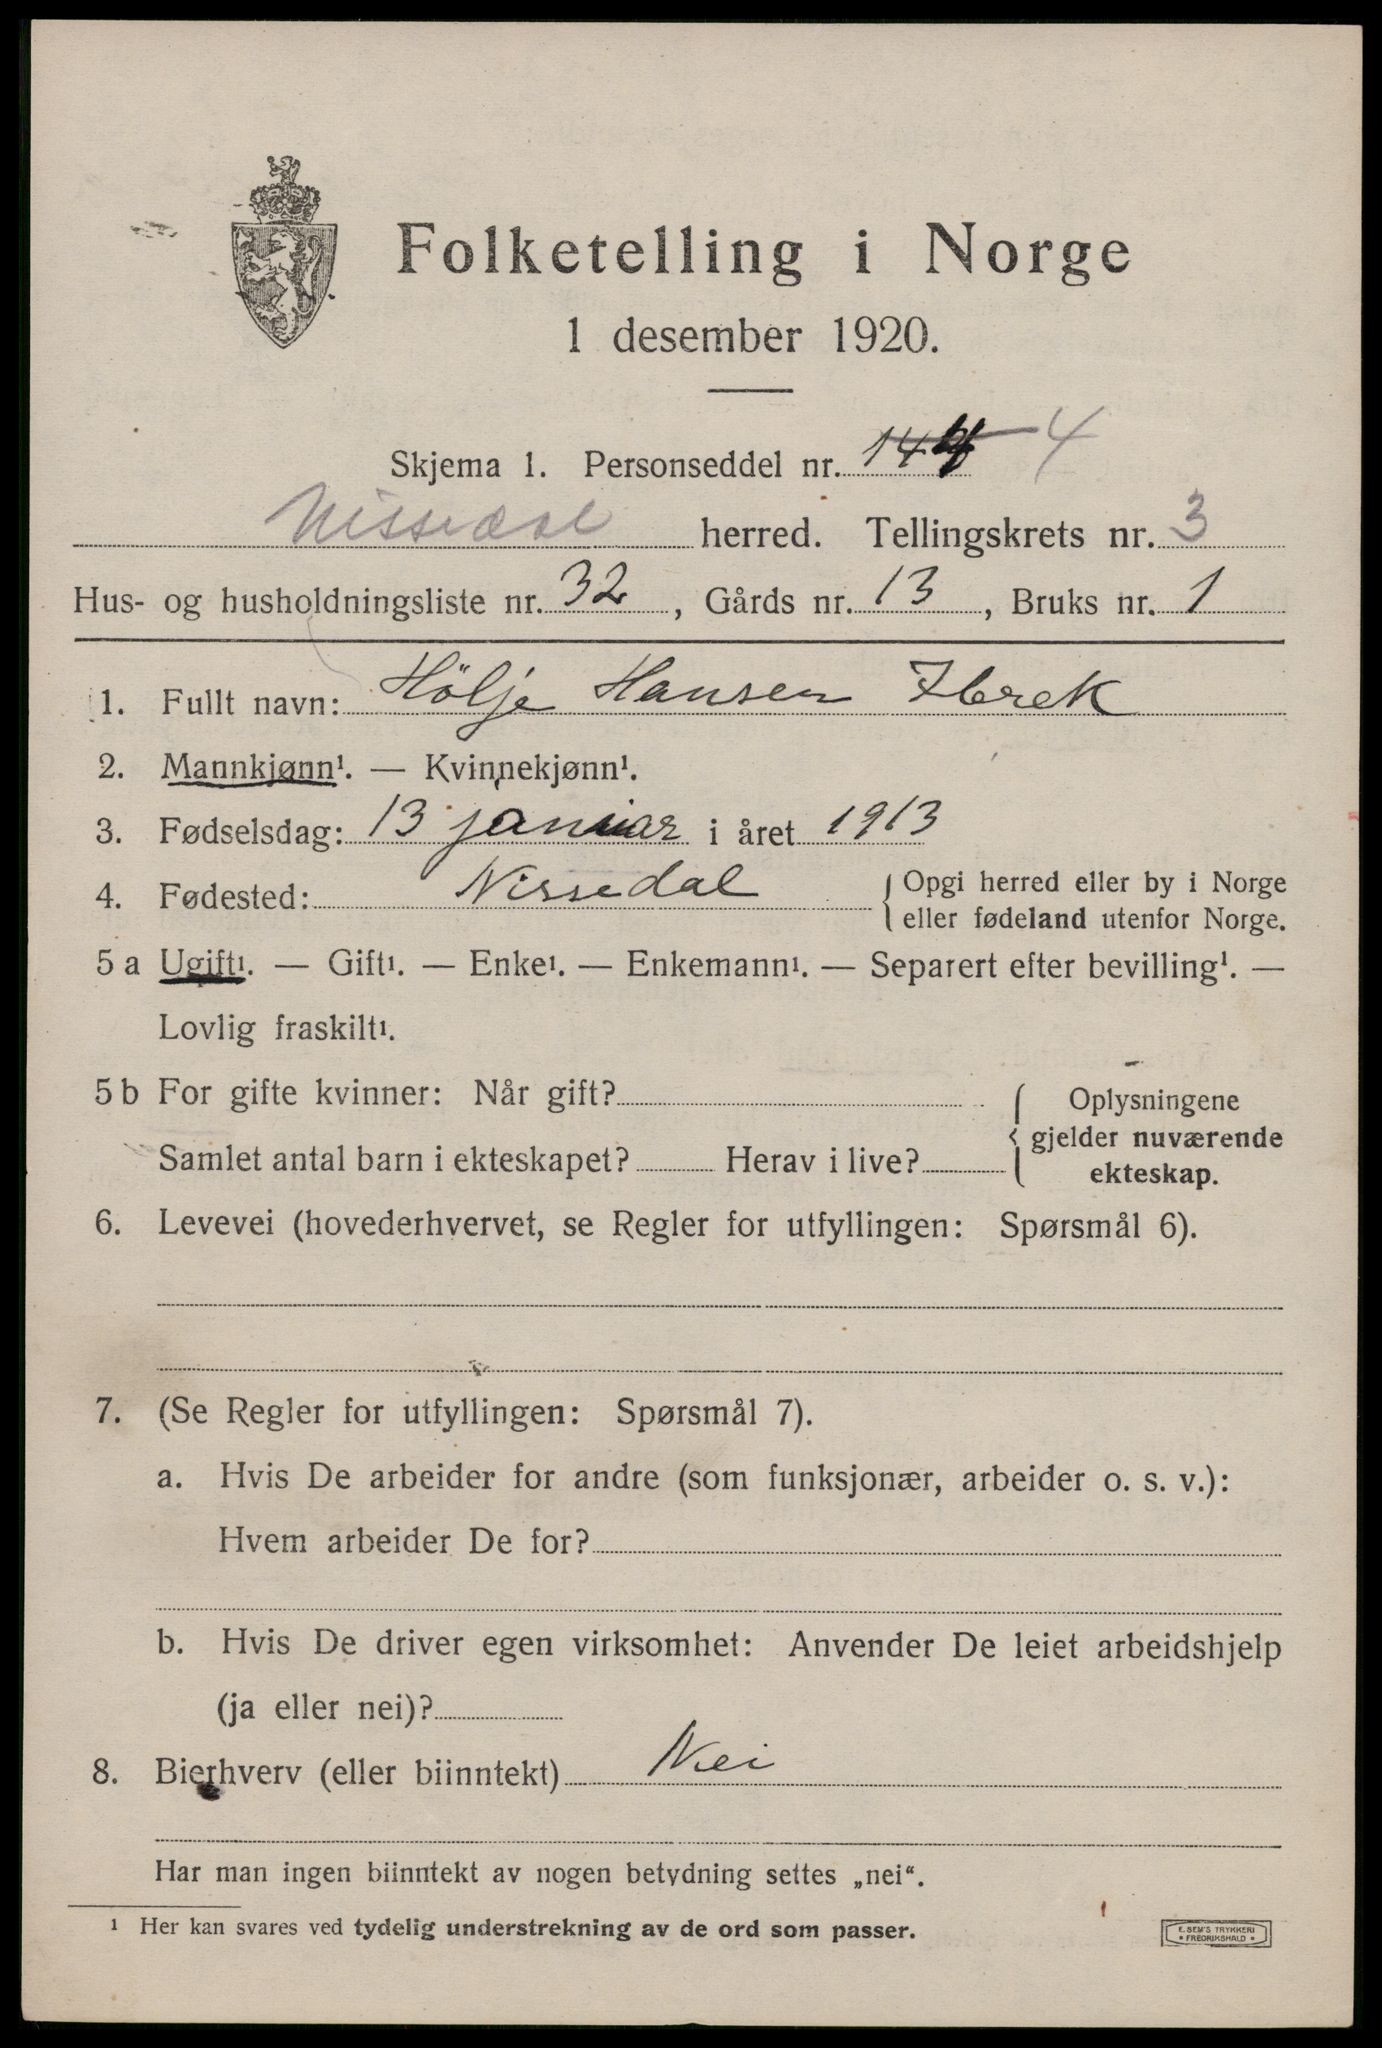 Folketelling i Norge
1 desember 1920.
Skjema 1. Personseddel nr. 4
Nissedal herred. Tellingskrets nr. 3
Hus- og husholdningsliste nr. 32, Gårds nr. 13, Bruks nr. 1
1. Fullt navn: Hölje Hansen
2. Mannkjønn¹. — Kvinnekjønn¹.
3. Fødselsdag: 13 januar i året 1913
4. Fødested: Nissedal { Opgi herred eller by i Norge
eller fødeland utenfor Norge.
5 a Ugift¹. — Gift¹. — Enke¹. — Enkemann¹. — Separert efter bevilling¹. —
Lovlig fraskilt¹.
5 b For gifte kvinner: Når gift?
Samlet antal barn i ekteskapet? Herav i live?
{ Oplysningene
gjelder nuværende
ekteskap.
6. Levevei (hovederhvervet, se Regler for utfyllingen: Spørsmål 6).
7. (Se Regler for utfyllingen: Spørsmål 7).
a. Hvis De arbeider for andre (som funksjonær, arbeider o. s. v.):
Hvem arbeider De for?
b. Hvis De driver egen virksomhet: Anvender De leiet arbeidshjelp
(ja eller nei)?
8. Bierhverv (eller biinntekt) Nei
Har man ingen biinntekt av nogen betydning settes „nei“.
¹ Her kan svares ved tydelig understrekning av de ord som passer.
E. SEM'S TRYKKERI
* FREDRIKSHALD *